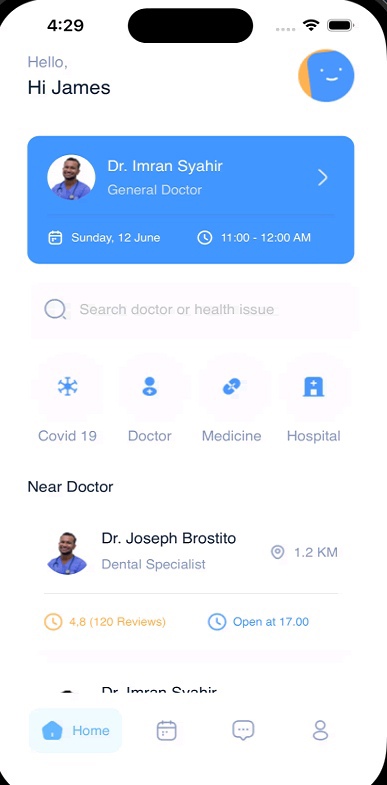 4:29
Hello,
Hi James
Dr. Imran Syahir
General Doctor
Sunday, 12 June
11:00 - 12:00 AM
Search doctor or health issue
Covid 19
Doctor
Medicine
Hospital
Near Doctor
Dr. Joseph Brostito
Dental Specialist
1.2 KM
4,8 (120 Reviews)
Open at 17.00
Dr. Imran Syahir
Home